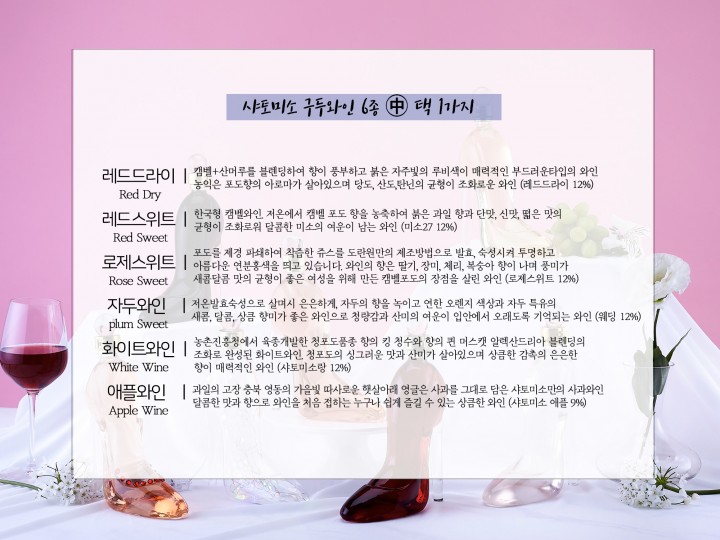 샤토미소 구두와인 6종 ㊥ 택 1가지
레드드라이
Red Dry
캠벨+산머루를 블렌딩하여 향이 풍부하고 붉은 자주빛의 루비색이 매력적인 부드러운타입의 와인
농익은 포도향의 아로마가 살아있으며 당도, 산도,탄닌의 균형이 조화로운 와인 (레드드라이 12%)
레드스위트
Red Sweet
한국형 캠벨와인. 저온에서 캠벨 포도 향을 농축하여 붉은 과일 향과 단맛, 신맛, 떫은 맛의
균형이 조화로워 달콤한 미소의 여운이 남는 와인 (미소27 12%)
로제스위트
Rose Sweet
포도를 제경 파쇄하여 착즙한 쥬스를 도란원만의 제조방법으로 발효, 숙성시켜 투명하고
아름다운 연분홍색을 띄고 있습니다. 와인의 향은 딸기, 장미, 체리, 복숭아 향이 나며 풍미가
새콤달콤 맛의 균형이 좋은 여성을 위해 만든 캠벨포도의 장점을 살린 와인 (로제스위트 12%)
자두와인
plum Sweet
저온발효숙성으로 살며시 은은하게, 자두의 향을 녹이고 연한 오렌지 색상과 자두 특유의
새콤, 달콤, 상큼 향미가 좋은 와인으로 청량감과 산미의 여운이 입안에서 오래도록 기억되는 와인 (웨딩 12%)
화이트와인
White Wine
농촌진흥청에서 육종개발한 청포도품종 향의 킹 청수와 향의 퀸 머스캣 알렉산드리아 블렌딩의
조화로 완성된 화이트와인. 청포도의 싱그러운 맛과 산미가 살아있으며 상큼한 감촉의 은은한
향이 매력적인 와인 (샤토미소랑 12%)
애플와인
Apple Wine
과일의 고장 충북 영동의 가을빛 따사로운 햇살아래 영글은 사과를 그대로 담은 샤토미소만의 사과와인
달콤한 맛과 향으로 와인을 처음 접하는 누구나 쉽게 즐길 수 있는 상큼한 와인 (샤토미소 애플 9%)